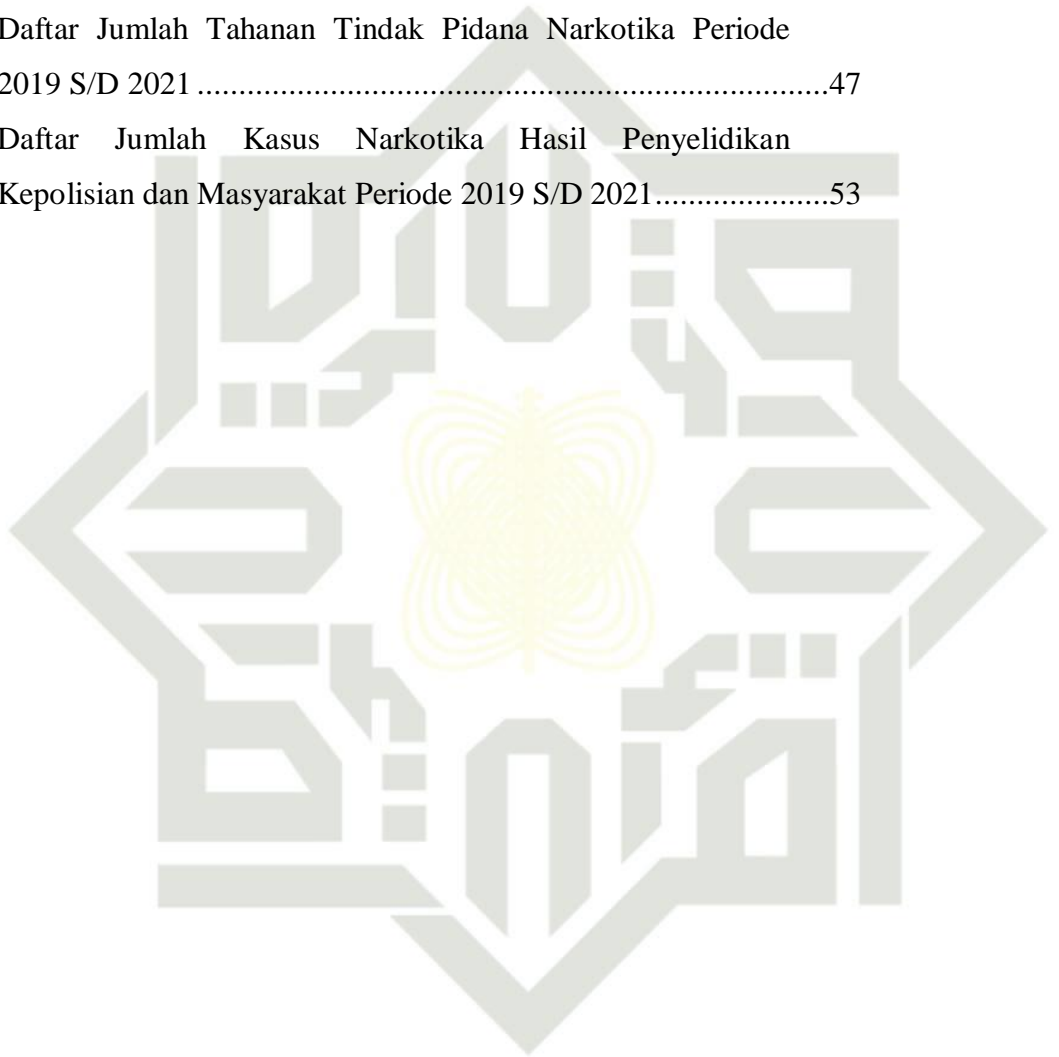 Daftar Jumlah Tahanan Tindak Pidana Narkotika Periode
2019 S/D 2021 ............................................................................47
Daftar Jumlah Kasus Narkotika Hasil Penyelidikan
Kepolisian dan Masyarakat Periode 2019 S/D 2021.....................53